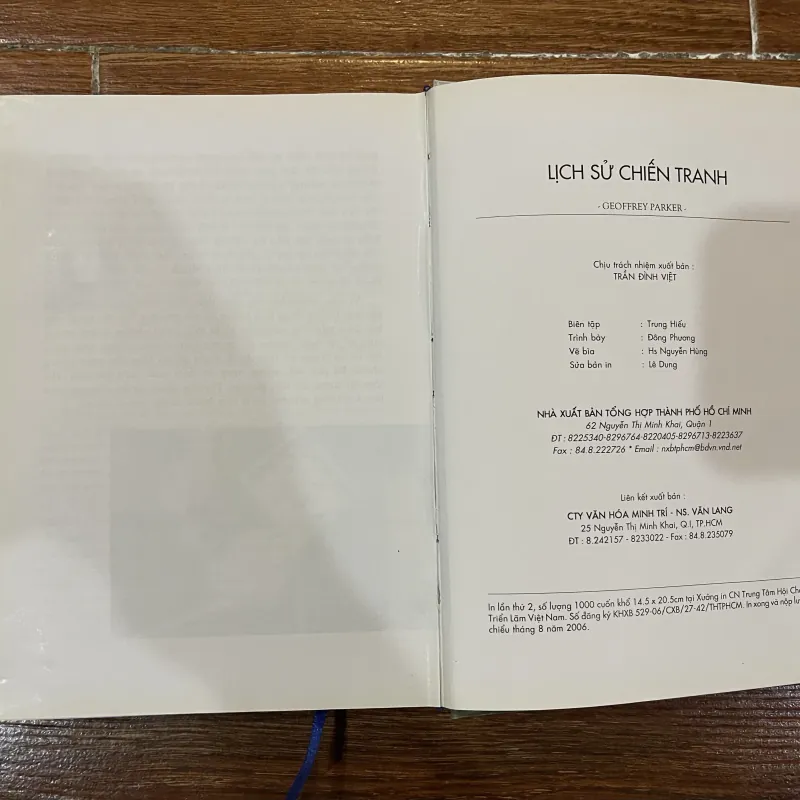 LỊCH SỬ CHIẾN TRANH
- GEOFFREY PARKER -
Chịu trách nhiệm xuất bản :
TRẦN ĐÌNH VIỆT
Biên tập : Trung Hiếu
Trình bày : Đông Phương
Vẽ bìa : Hs Nguyễn Hùng
Sửa bản in : Lê Dung
NHÀ XUẤT BẢN TỔNG HỢP THÀNH PHỐ HỒ CHÍ MINH
62 Nguyễn Thị Minh Khai, Quận 1
ĐT : 8225340-8296764-8220405-8296713-8223637
Fax : 84.8.222726 * Email : nxbtphcm@bdvn.vnd.net
Liên kết xuất bản :
CTY VĂN HÓA MINH TRÍ - NS. VĂN LANG
25 Nguyễn Thị Minh Khai, Q.I, TP.HCM
ĐT : 8.242157 - 8233022 - Fax : 84.8.235079
In lần thứ 2, số lượng 1000 cuốn khổ 14.5 x 20.5cm tại Xưởng in CN Trung Tâm Hội Ch
Triển Lãm Việt Nam. Số đăng ký KHXB 529-06/CXB/27-42/THTPHCM. In xong và nộp lư
chiểu tháng 8 năm 2006.